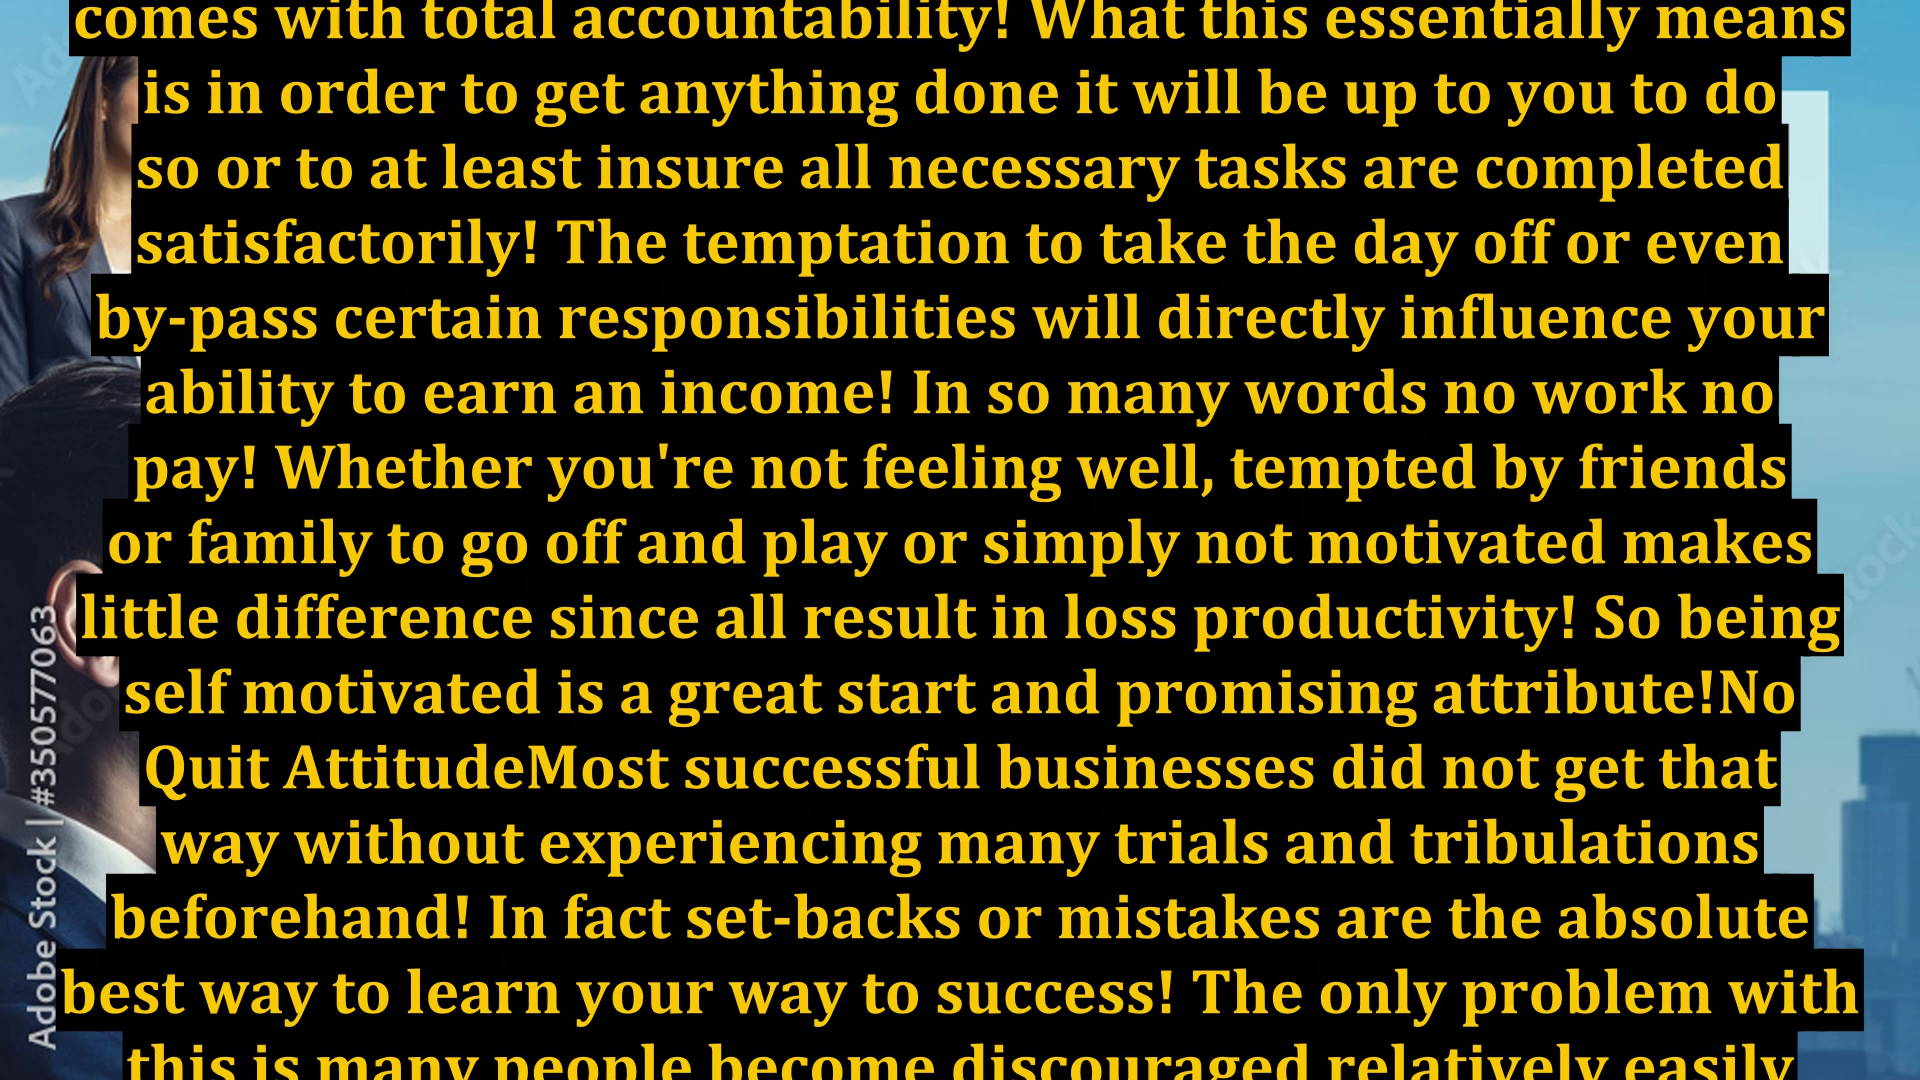 comes with total accountability! What this essentially means
is in order to get anything done it will be up to you to do
so or to at least insure all necessary tasks are completed
satisfactorily! The temptation to take the day off or even
by-pass certain responsibilities will directly influence your
ability to earn an income! In so many words no work no
pay! Whether you're not feeling well, tempted by friends
or family to go off and play or simply not motivated makes
little difference since all result in loss productivity! So being
self motivated is a great start and promising attribute!No
Quit AttitudeMost successful businesses did not get that
way without experiencing many trials and tribulations
beforehand! In fact set-backs or mistakes are the absolute
best way to learn your way to success! The only problem with
this is many people become discouraged relatively easily
Adobe Stock | #350577063